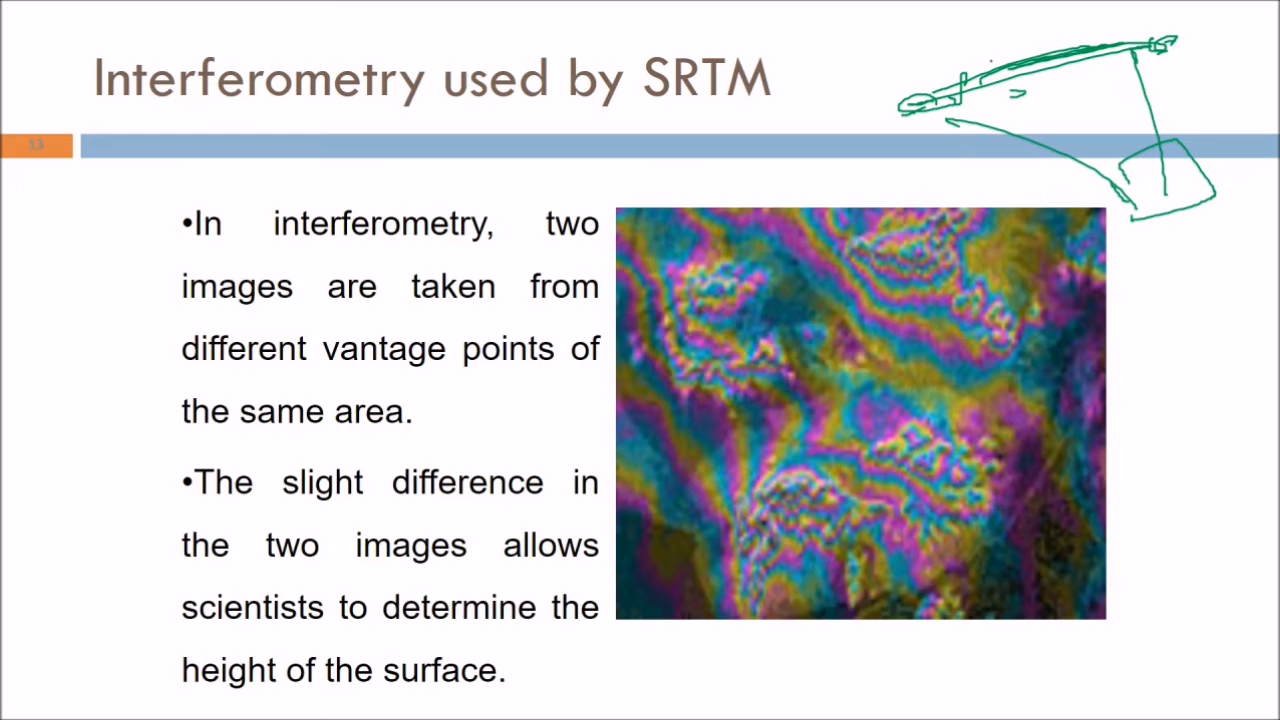 Interferometry used by SRTM
13
•In interferometry, two
images are taken from
different vantage points of
the same area.
•The slight difference in
the two images allows
scientists to determine the
height of the surface.